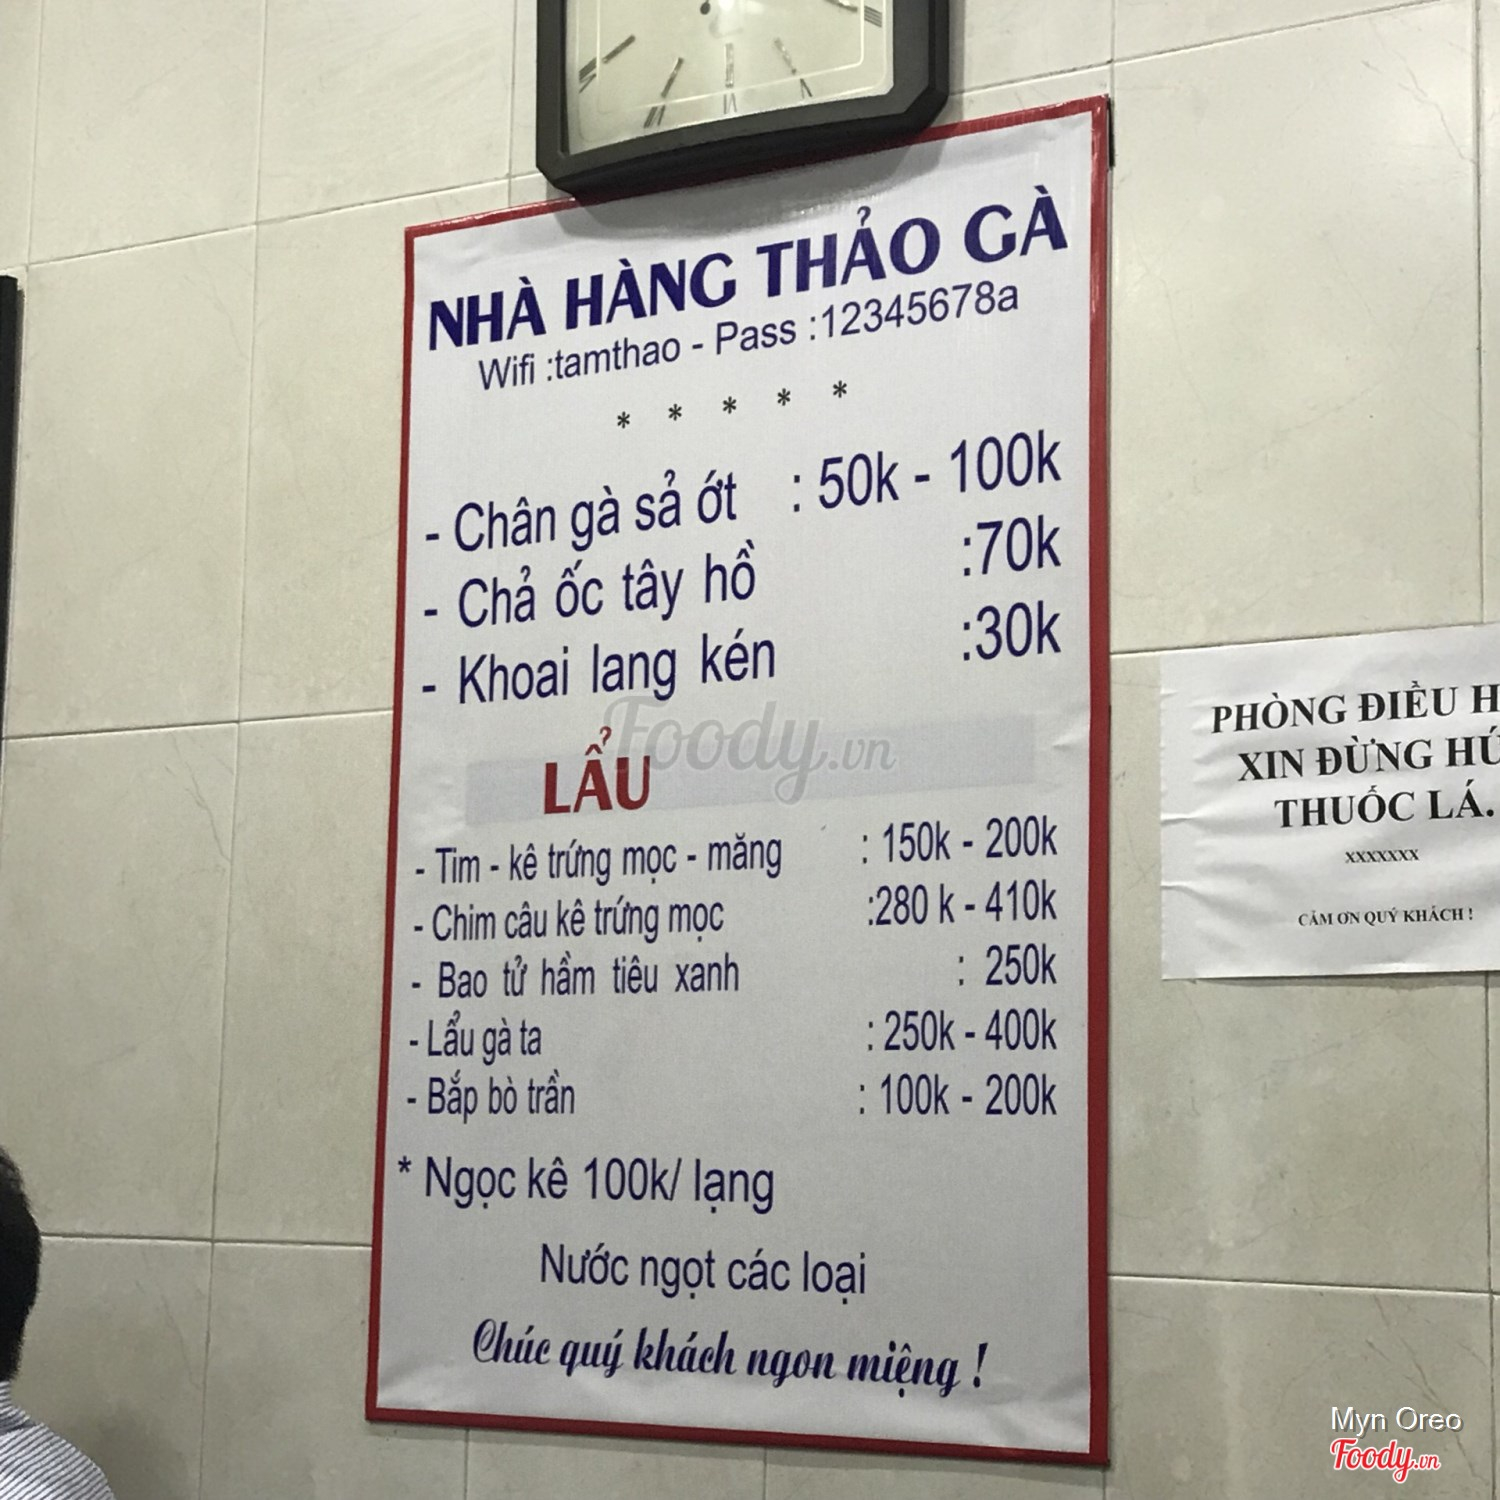 NHÀ HÀNG THẢO GÀ
Wifi :tamthao - Pass :12345678a
* * * * *
- Chân gà sả ớt : 50k - 100k
- Chả ốc tây hồ :70k
- Khoai lang kén :30k
LẨU
- Tim - kê trứng mọc - măng : 150k - 200k
- Chim câu kê trứng mọc :280 k - 410k
- Bao tử hầm tiêu xanh : 250k
- Lẩu gà ta : 250k - 400k
- Bắp bò trần : 100k - 200k
* Ngọc kê 100k/ lạng
Nước ngọt các loại
Chúc quý khách ngon miệng !
PHÒNG ĐIỀU H
XIN ĐỪNG HÚ
THUỐC LÁ.
XXXXXXX
CẢM ƠN QUÝ KHÁCH !
Foody.vn
Myn Oreo
Foody.vn